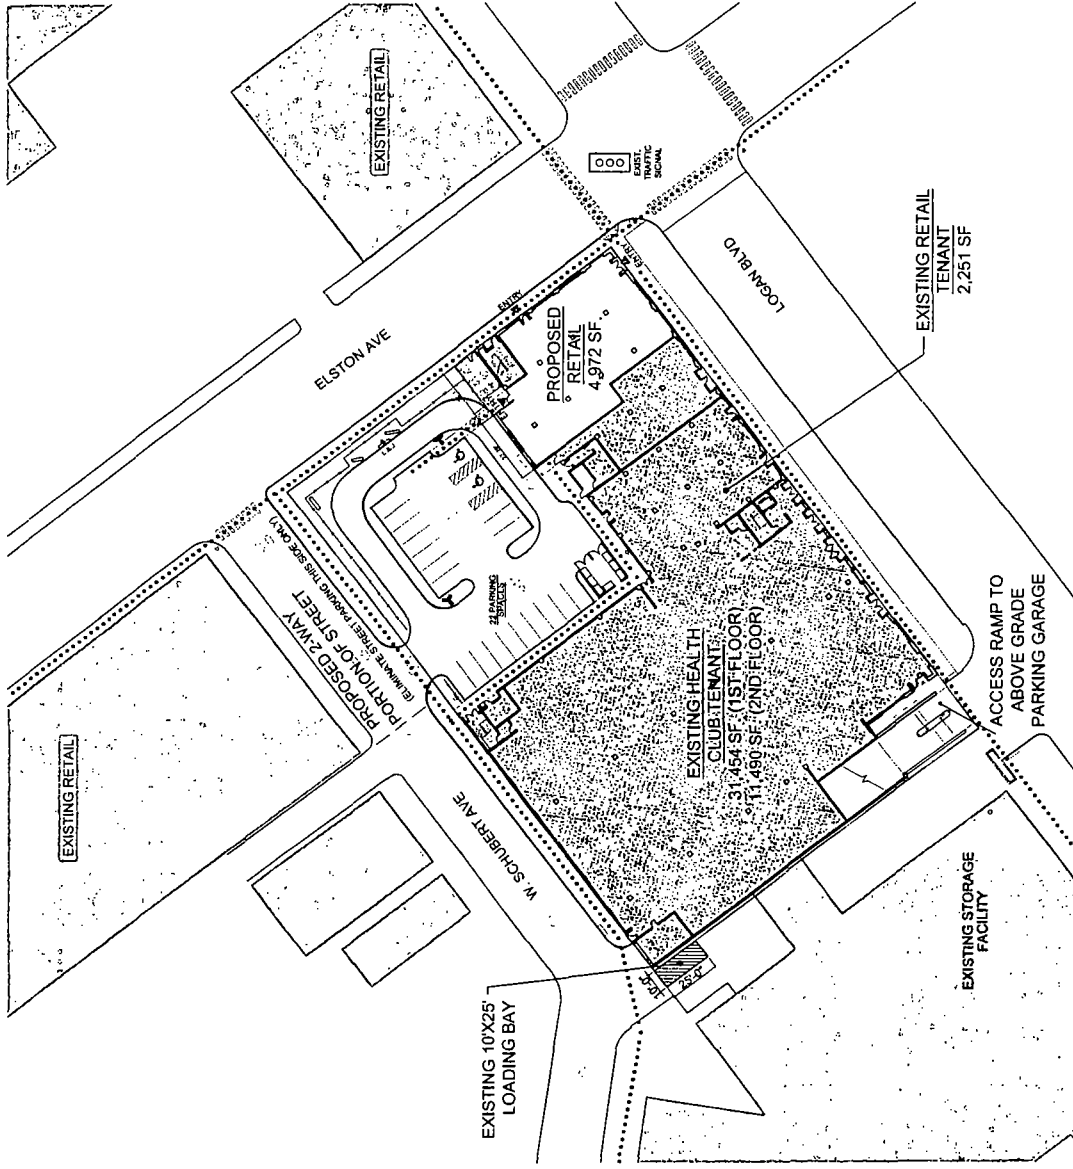 EXISTING RETAIL
EXIST.
TRAFFIC
SIGNAL
EXISTING RETAIL
TENANT
2,251 SF
LOGAN BLVD
ENTRY
ENTRY
ELSTON AVE
PROPOSED
RETAIL
4,972 SF.
PROPOSED 2-WAY
PORTION OF STREET
(ELIMINATE STREET PARKING THIS SIDE ONLY)
22 PARKING
SPACES
EXISTING RETAIL
W. SCHUBERT AVE
EXISTING HEALTH
CLUB TENANT
31,454 SF (1ST FLOOR)
11,490 SF (2ND FLOOR)
ACCESS RAMP TO
ABOVE GRADE
PARKING GARAGE
EXISTING STORAGE
FACILITY
10'-0"
25'-0"
EXISTING 10'X25'
LOADING BAY